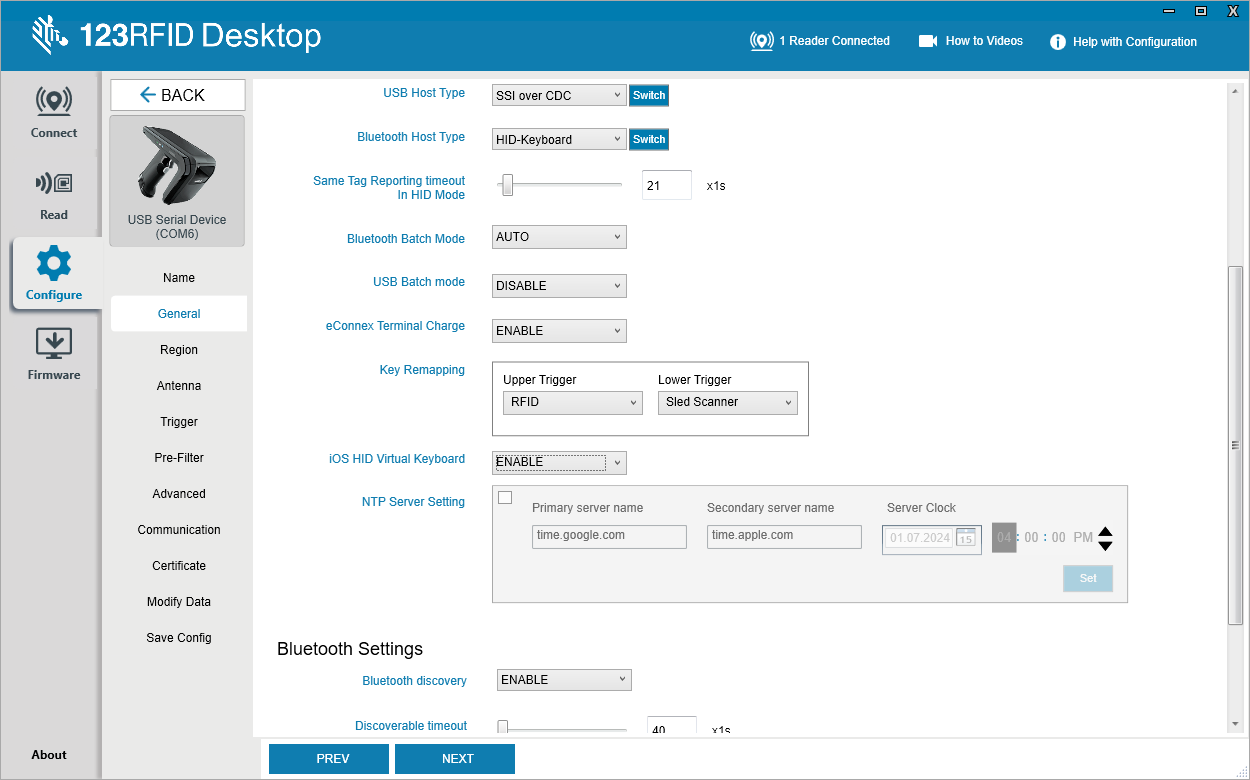 123RFID Desktop
1 Reader Connected
How to Videos
Help with Configuration
Connect
Read
Configure
Firmware
About
BACK
USB Serial Device
(COM6)
Name
General
Region
Antenna
Trigger
Pre-Filter
Advanced
Communication
Certificate
Modify Data
Save Config
USB Host Type
SSI over CDC
Switch
Bluetooth Host Type
HID-Keyboard
Switch
Same Tag Reporting timeout
In HID Mode
21
x1s
Bluetooth Batch Mode
AUTO
USB Batch mode
DISABLE
eConnex Terminal Charge
ENABLE
Key Remapping
Upper Trigger
Lower Trigger
RFID
Sled Scanner
iOS HID Virtual Keyboard
ENABLE
NTP Server Setting
Primary server name
Secondary server name
Server Clock
time.google.com
time.apple.com
01.07.2024
15
04 : 00 : 00 PM
Set
Bluetooth Settings
Bluetooth discovery
ENABLE
Discoverable timeout
40
x1s
PREV
NEXT